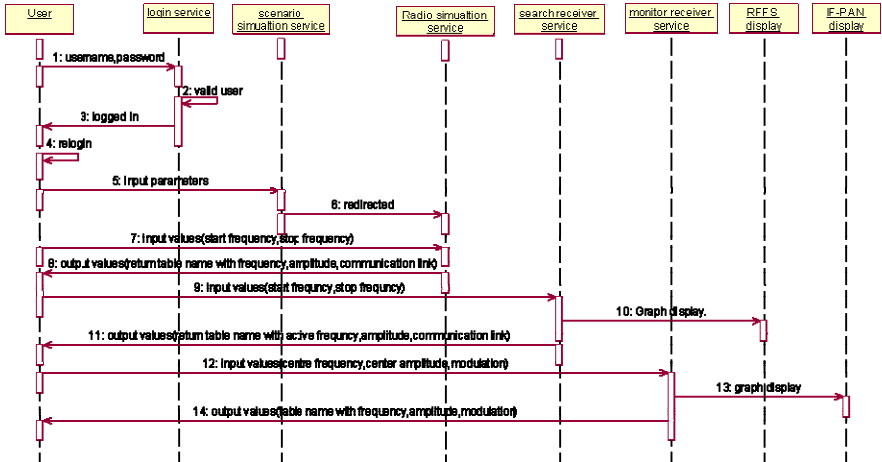 User
login service
scenario
simualtion service
Radio simualtion
service
search receiver
service
monitor receiver
service
RFFS
display
IF-PAN
display
1: username,password
2: valid user
3: logged in
4: relogin
5: input parameters
6: redirected
7: input values(start frequency,stop frequency)
8: output values(return table name with frequency,amplitude,communication link)
9: input values(start frequncy,stop frequncy)
10: Graph display.
11: output values(return table name with active frequncy,amplitude,communication link)
12: input values(centre frequency,center amplitude,modulation)
13: graph display
14: output values(table name with frequency,amplitude,modulation)